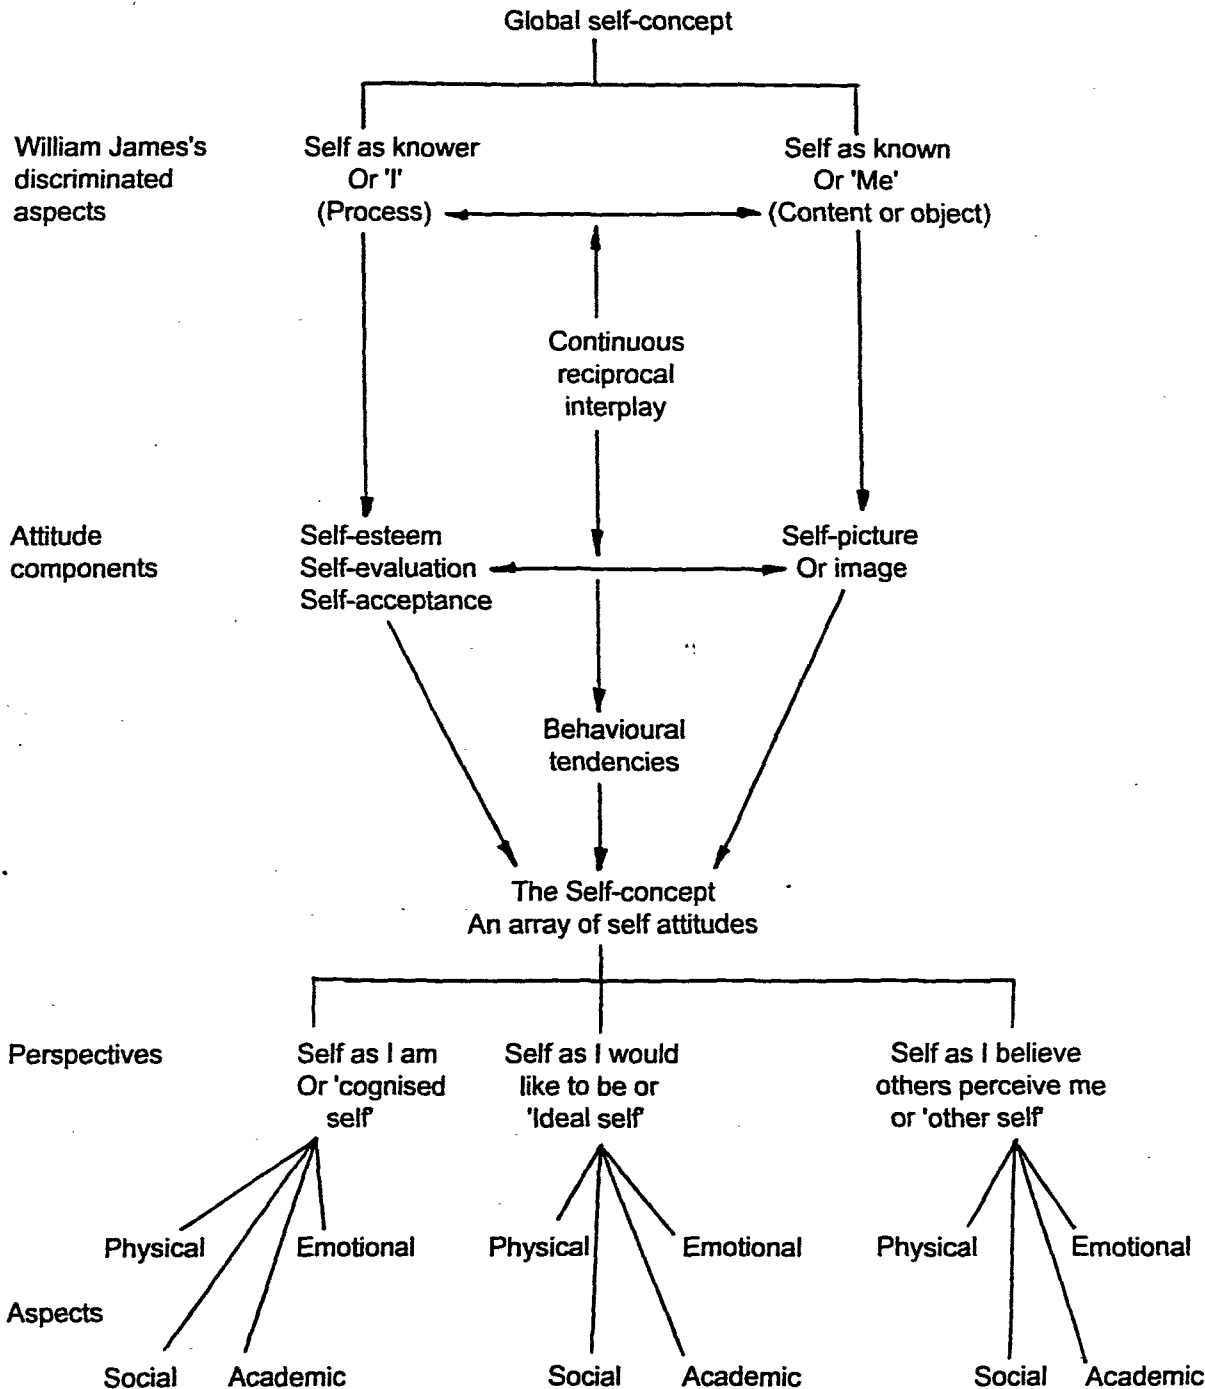 Global self-concept
William James's
discriminated
aspects
Self as knower
Or 'I'
(Process)
Self as known
Or 'Me'
(Content or object)
Continuous
reciprocal
interplay
Attitude
components
Self-esteem
Self-evaluation
Self-acceptance
Self-picture
Or image
Behavioural
tendencies
The Self-concept
An array of self attitudes
Perspectives
Self as I am
Or 'cognised
self'
Self as I would
like to be or
'Ideal self'
Self as I believe
others perceive me
or 'other self'
Physical
Emotional
Physical
Emotional
Physical
Emotional
Aspects
Social
Academic
Social
Academic
Social
Academic